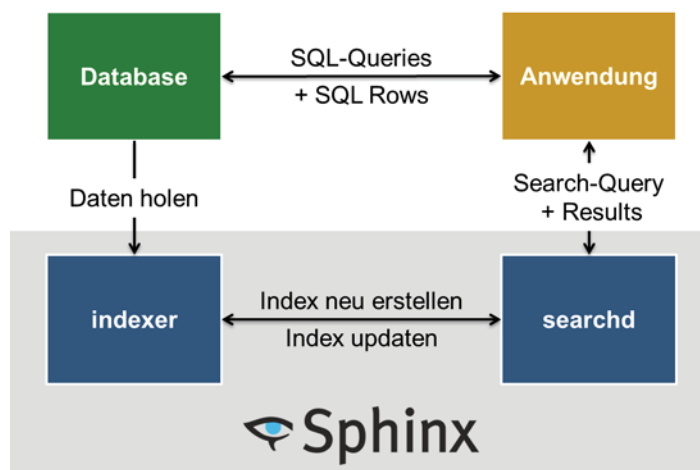 Database
SQL-Queries
+ SQL Rows
Anwendung
Daten holen
Search-Query
+ Results
indexer
Index neu erstellen
Index updaten
searchd
Sphinx